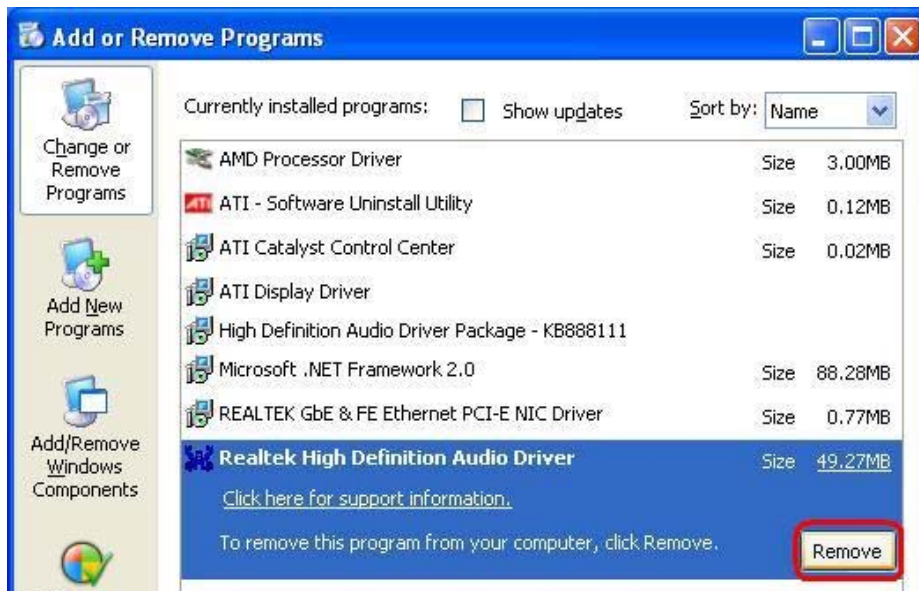 Add or Remove Programs
Change or
Remove
Programs
Add New
Programs
Add/Remove
Windows
Components
Currently installed programs: Show updates Sort by: Name
AMD Processor Driver Size 3.00MB
ATI ATI - Software Uninstall Utility Size 0.12MB
ATI Catalyst Control Center Size 0.02MB
ATI Display Driver
High Definition Audio Driver Package - KB888111
Microsoft .NET Framework 2.0 Size 88.28MB
REALTEK GbE & FE Ethernet PCI-E NIC Driver Size 0.77MB
Realtek High Definition Audio Driver Size 49.27MB
Click here for support information.
To remove this program from your computer, click Remove. Remove